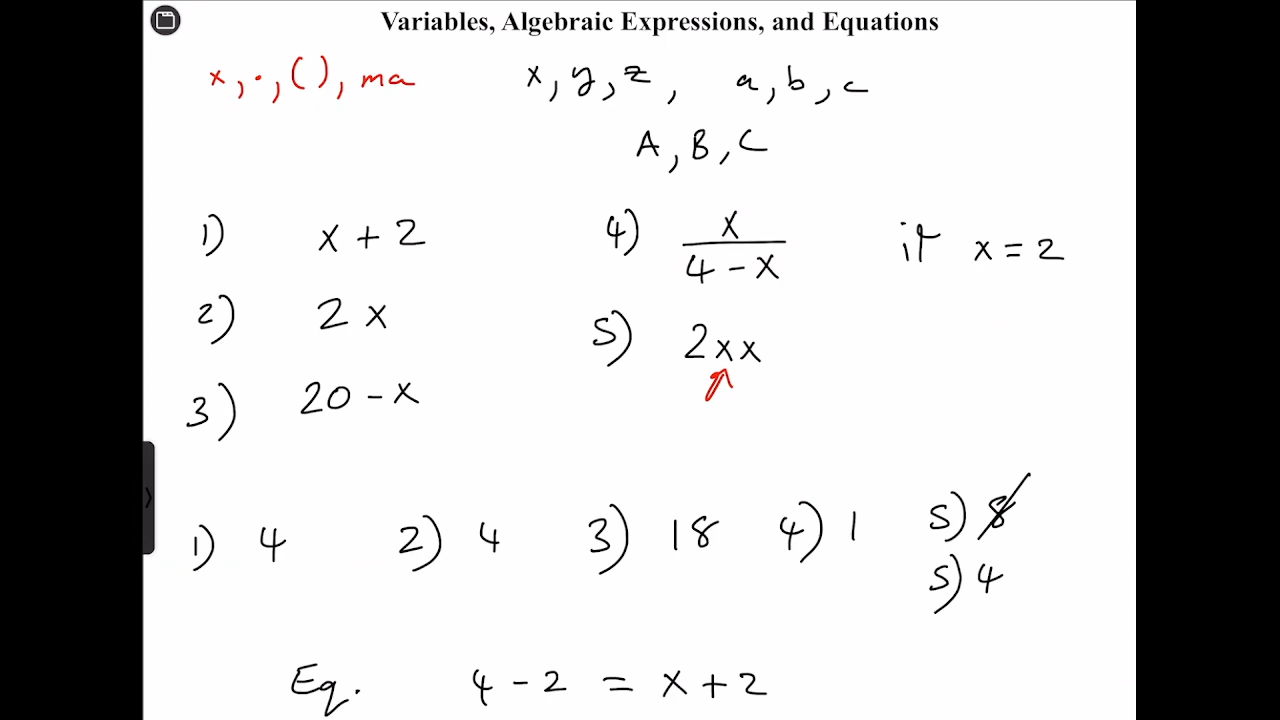 Variables, Algebraic Expressions, and Equations
x, ·, ( ), ma
x, y, z, a, b, c
A, B, C
1) x + 2
2) 2x
3) 20 - x
4) x / (4 - x)
5) 2xx
if x = 2
1) 4 2) 4 3) 18 4) 1 5) 8
5) 4
Eq. 4 - 2 = x + 2